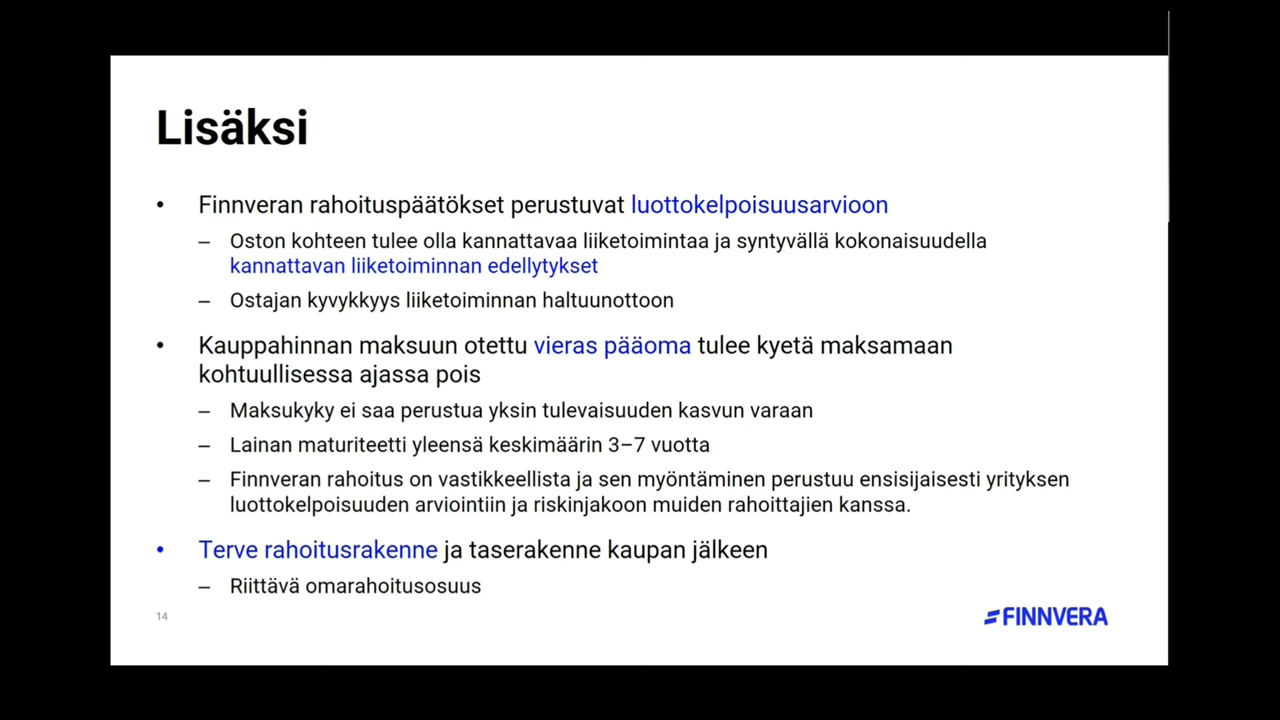 Lisäksi
• Finnveran rahoituspäätökset perustuvat luottokelpoisuusarvioon
– Oston kohteen tulee olla kannattavaa liiketoimintaa ja syntyvällä kokonaisuudella
kannattavan liiketoiminnan edellytykset
– Ostajan kyvykkyys liiketoiminnan haltuunottoon
• Kauppahinnan maksuun otettu vieras pääoma tulee kyetä maksamaan
kohtuullisessa ajassa pois
– Maksukyky ei saa perustua yksin tulevaisuuden kasvun varaan
– Lainan maturiteetti yleensä keskimäärin 3–7 vuotta
– Finnveran rahoitus on vastikkeellista ja sen myöntäminen perustuu ensisijaisesti yrityksen
luottokelpoisuuden arviointiin ja riskinjakoon muiden rahoittajien kanssa.
• Terve rahoitusrakenne ja taserakenne kaupan jälkeen
– Riittävä omarahoitusosuus
14
FINNVERA